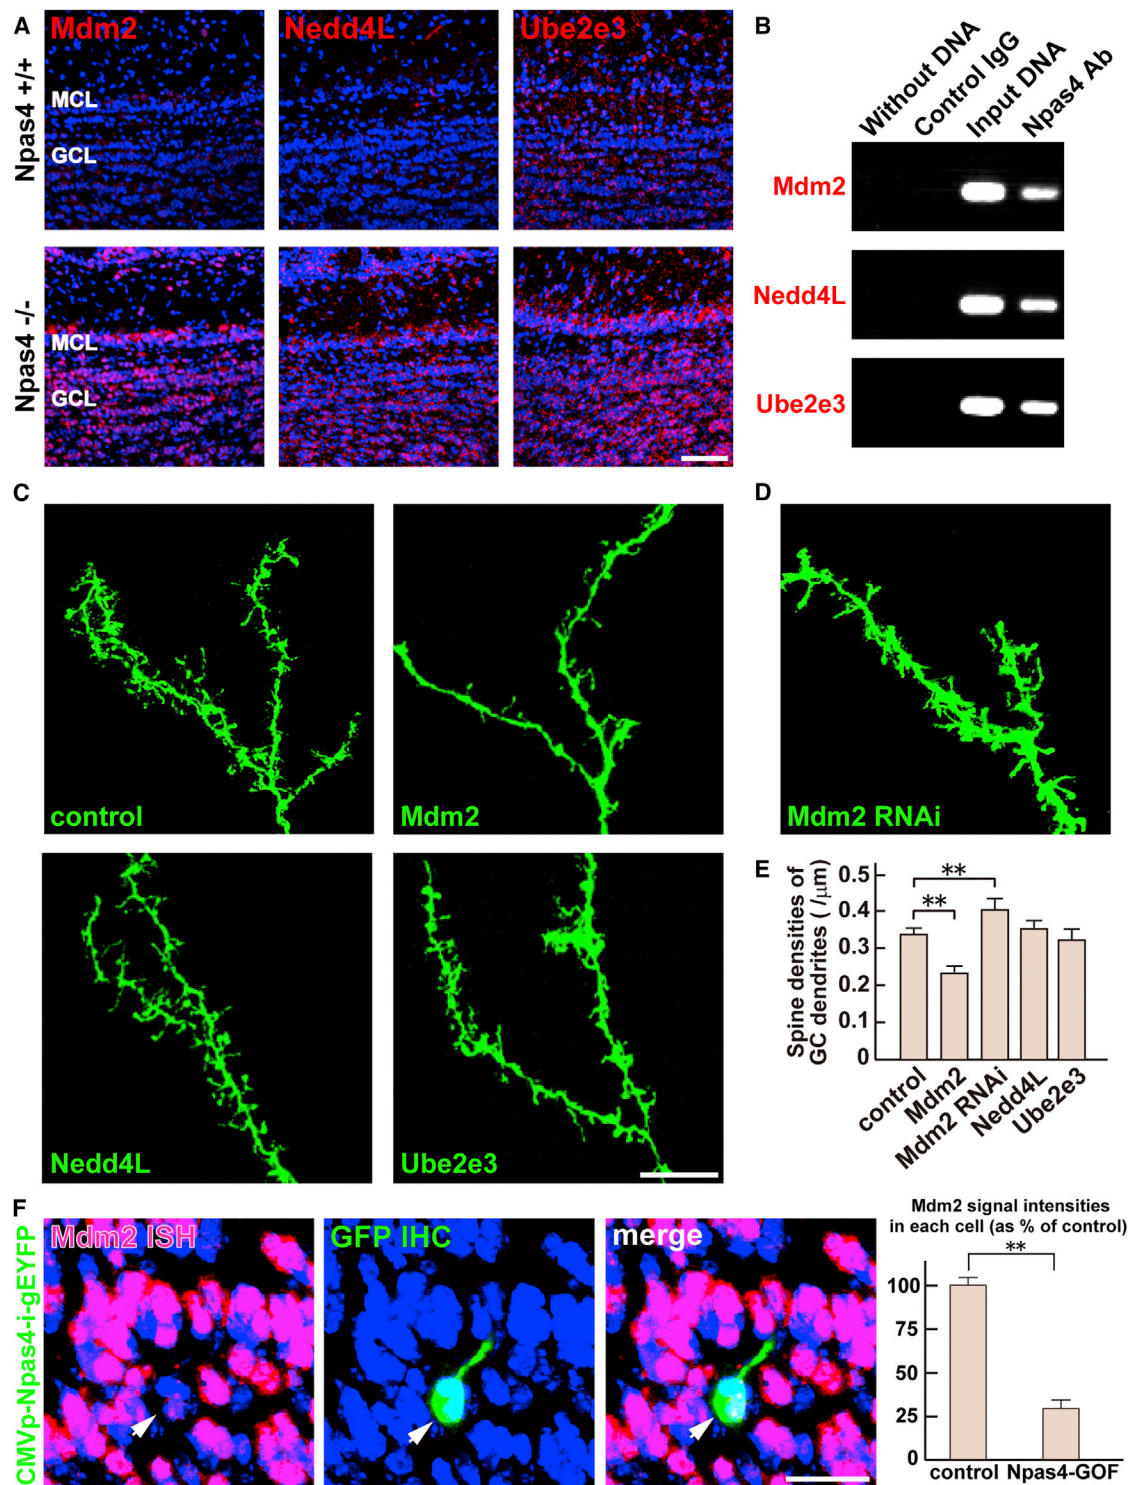 A
Mdm2
Nedd4L
Ube2e3
Npas4 +/+
MCL
GCL
Npas4 -/-
MCL
GCL
B
Without DNA
Control IgG
Input DNA
Npas4 Ab
Mdm2
Nedd4L
Ube2e3
C
control
Mdm2
Nedd4L
Ube2e3
D
Mdm2 RNAi
E
Spine densities of
GC dendrites ( /μm)
0.5
0.4
0.3
0.2
0.1
0
**
**
control
Mdm2
Mdm2 RNAi
Nedd4L
Ube2e3
F
CMVp-Npas4-i-gEYFP
Mdm2 ISH
GFP IHC
merge
Mdm2 signal intensities
in each cell (as % of control)
**
100
75
50
25
0
control
Npas4-GOF